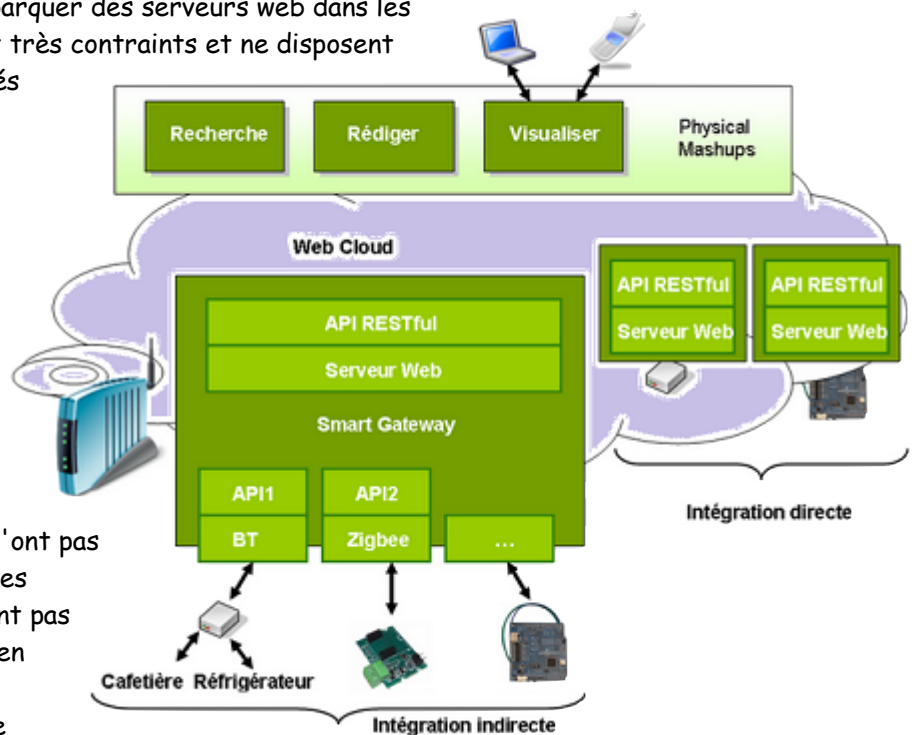 arquer des serveurs web dans les
très contraints et ne disposent
Recherche
Rédiger
Visualiser
Physical
Mashups
Web Cloud
API RESTful
Serveur Web
API RESTful
Serveur Web
API RESTful
Serveur Web
Smart Gateway
API1
API2
BT
Zigbee
...
Intégration directe
'ont pas
es
nt pas
en
Cafetière Réfrigérateur
Intégration indirecte